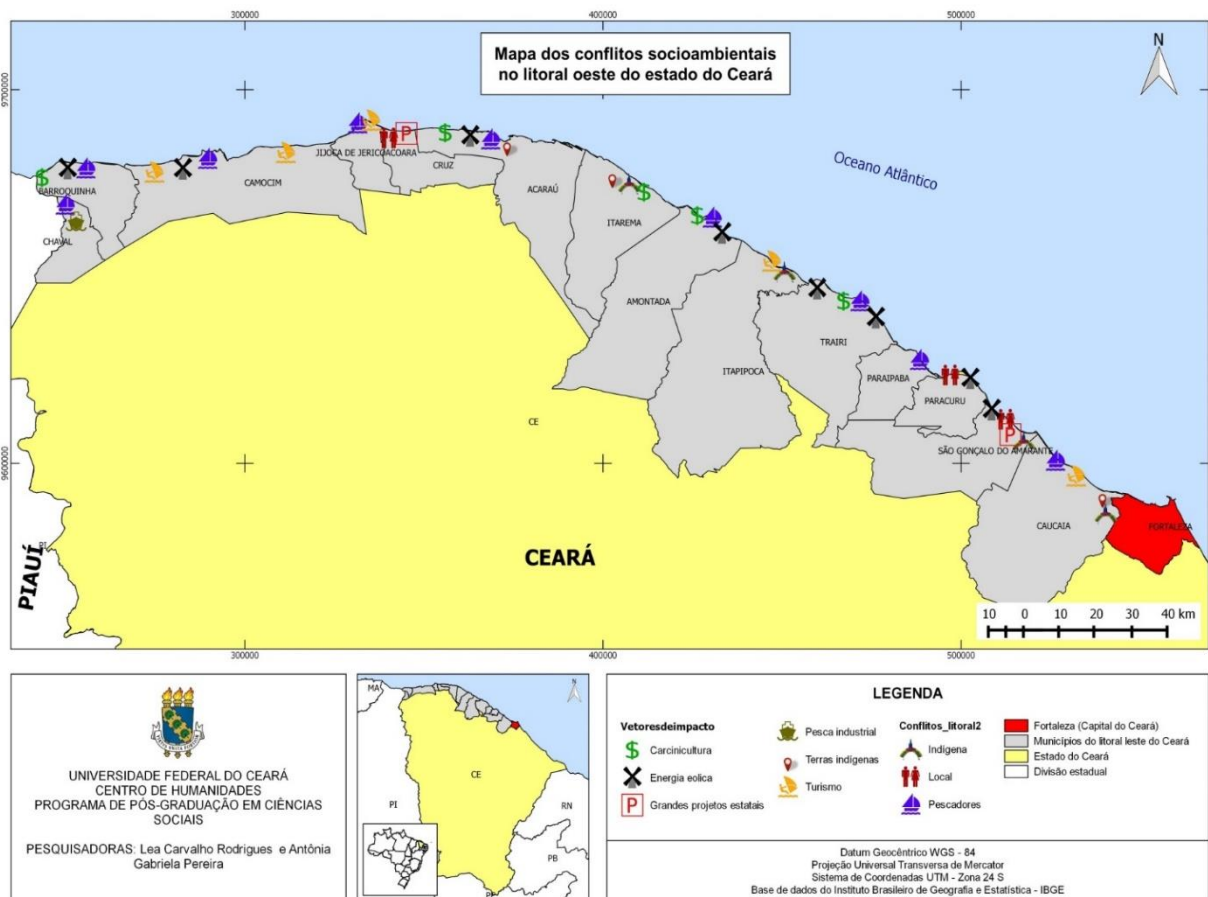 300000
400000
500000
Mapa dos conflitos socioambientais
no litoral oeste do estado do Ceará
N
9700000
9700000
Oceano Atlântico
JIJOCA DE JERICOACOARA
BARROQUINHA
CAMOCIM
CRUZ
ACARAÚ
ITAREMA
CHAVAL
AMONTADA
TRAIRI
ITAPIPOCA
PARAIPABA
PARACURU
CE
SÃO GONÇALO DO AMARANTE
9600000
9600000
CAUCAIA
FORTALEZA
PIAUÍ
PI
CEARÁ
10 0 10 20 30 40 km
300000
400000
500000
UNIVERSIDADE FEDERAL DO CEARÁ
CENTRO DE HUMANIDADES
PROGRAMA DE PÓS-GRADUAÇÃO EM CIÊNCIAS
SOCIAIS
PESQUISADORAS: Lea Carvalho Rodrigues e Antônia
Gabriela Pereira
MA
N
CE
PI
RN
PB
LEGENDA
Vetoresdeimpacto
Carcinicultura
Energia eolica
P Grandes projetos estatais
Pesca industrial
Terras indígenas
Turismo
Conflitos_litoral2
Indígena
Local
Pescadores
Fortaleza (Capital do Ceará)
Municípios do litoral leste do Ceará
Estado do Ceará
Divisão estadual
Datum Geocêntrico WGS - 84
Projeção Universal Transversa de Mercator
Sistema de Coordenadas UTM - Zona 24 S
Base de dados do Instituto Brasileiro de Geografia e Estatística - IBGE